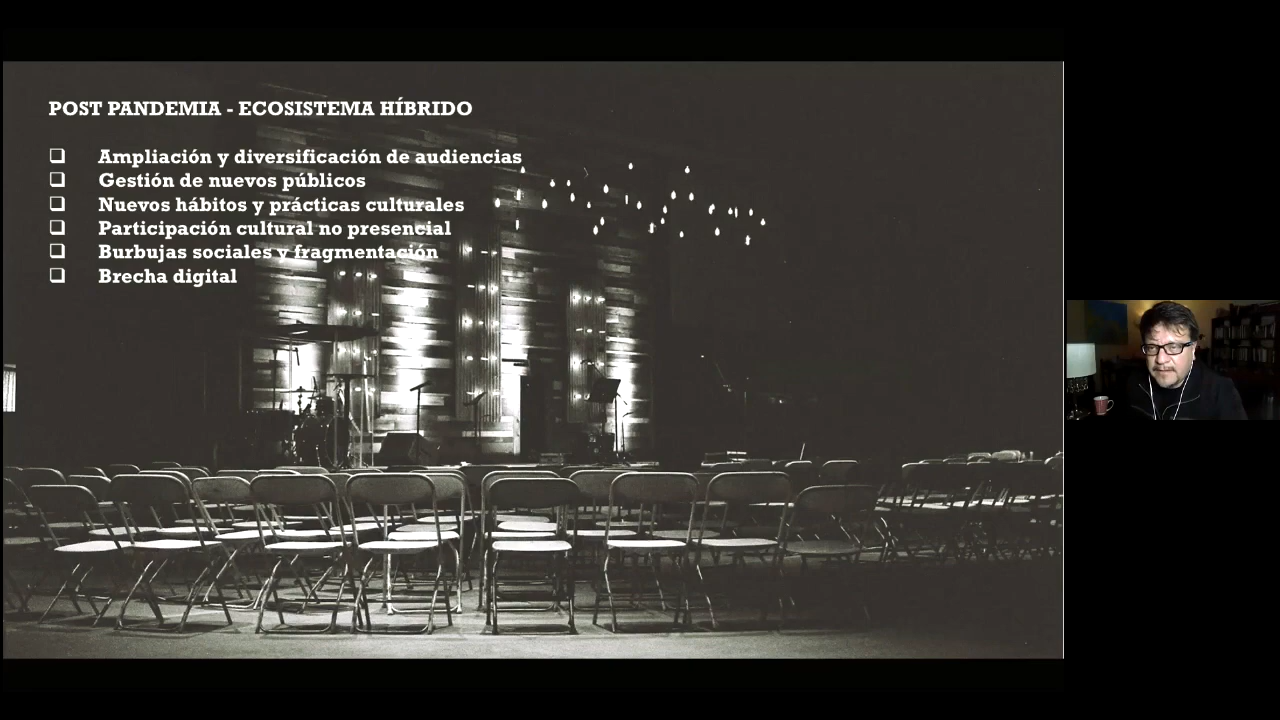 POST PANDEMIA - ECOSISTEMA HÍBRIDO
❑ Ampliación y diversificación de audiencias
❑ Gestión de nuevos públicos
❑ Nuevos hábitos y prácticas culturales
❑ Participación cultural no presencial
❑ Burbujas sociales y fragmentación
❑ Brecha digital